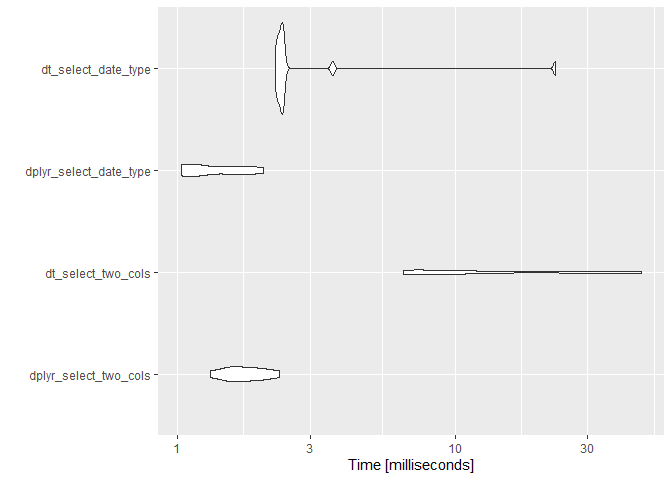 dt_select_date_type
dplyr_select_date_type
dt_select_two_cols
dplyr_select_two_cols
1 3 10 30
Time [milliseconds]